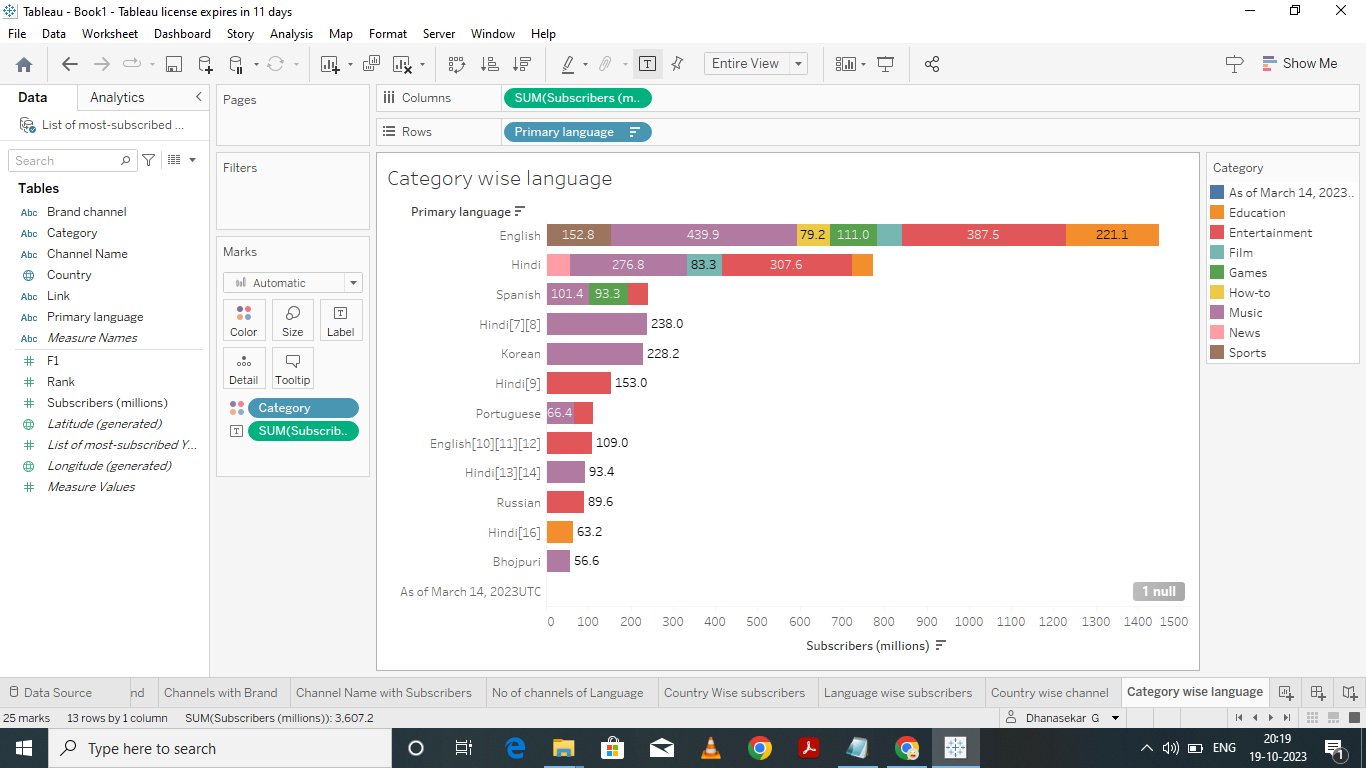 Tableau - Book1 - Tableau license expires in 11 days
File Data Worksheet Dashboard Story Analysis Map Format Server Window Help
Entire View
Show Me
Data Analytics
List of most-subscribed ...
Search
Tables
Abc Brand channel
Abc Category
Abc Channel Name
Country
Abc Link
Abc Primary language
Abc Measure Names
# F1
# Rank
# Subscribers (millions)
Latitude (generated)
# List of most-subscribed Y...
Longitude (generated)
# Measure Values
Pages
Filters
Marks
Automatic
Color Size Label
Detail Tooltip
Category
SUM(Subscrib..
Columns SUM(Subscribers (m..
Rows Primary language
Category wise language
Primary language
English 152.8 439.9 79.2 111.0 387.5 221.1
Hindi 276.8 83.3 307.6
Spanish 101.4 93.3
Hindi[7][8] 238.0
Korean 228.2
Hindi[9] 153.0
Portuguese 66.4
English[10][11][12] 109.0
Hindi[13][14] 93.4
Russian 89.6
Hindi[16] 63.2
Bhojpuri 56.6
As of March 14, 2023UTC 1 null
0 100 200 300 400 500 600 700 800 900 1000 1100 1200 1300 1400 1500
Subscribers (millions)
Category
As of March 14, 2023..
Education
Entertainment
Film
Games
How-to
Music
News
Sports
Data Source nd Channels with Brand Channel Name with Subscribers No of channels of Language Country Wise subscribers Language wise subscribers Country wise channel Category wise language
25 marks 13 rows by 1 column SUM(Subscribers (millions)): 3,607.2 Dhanasekar G
Type here to search
ENG
20:19
19-10-2023
1